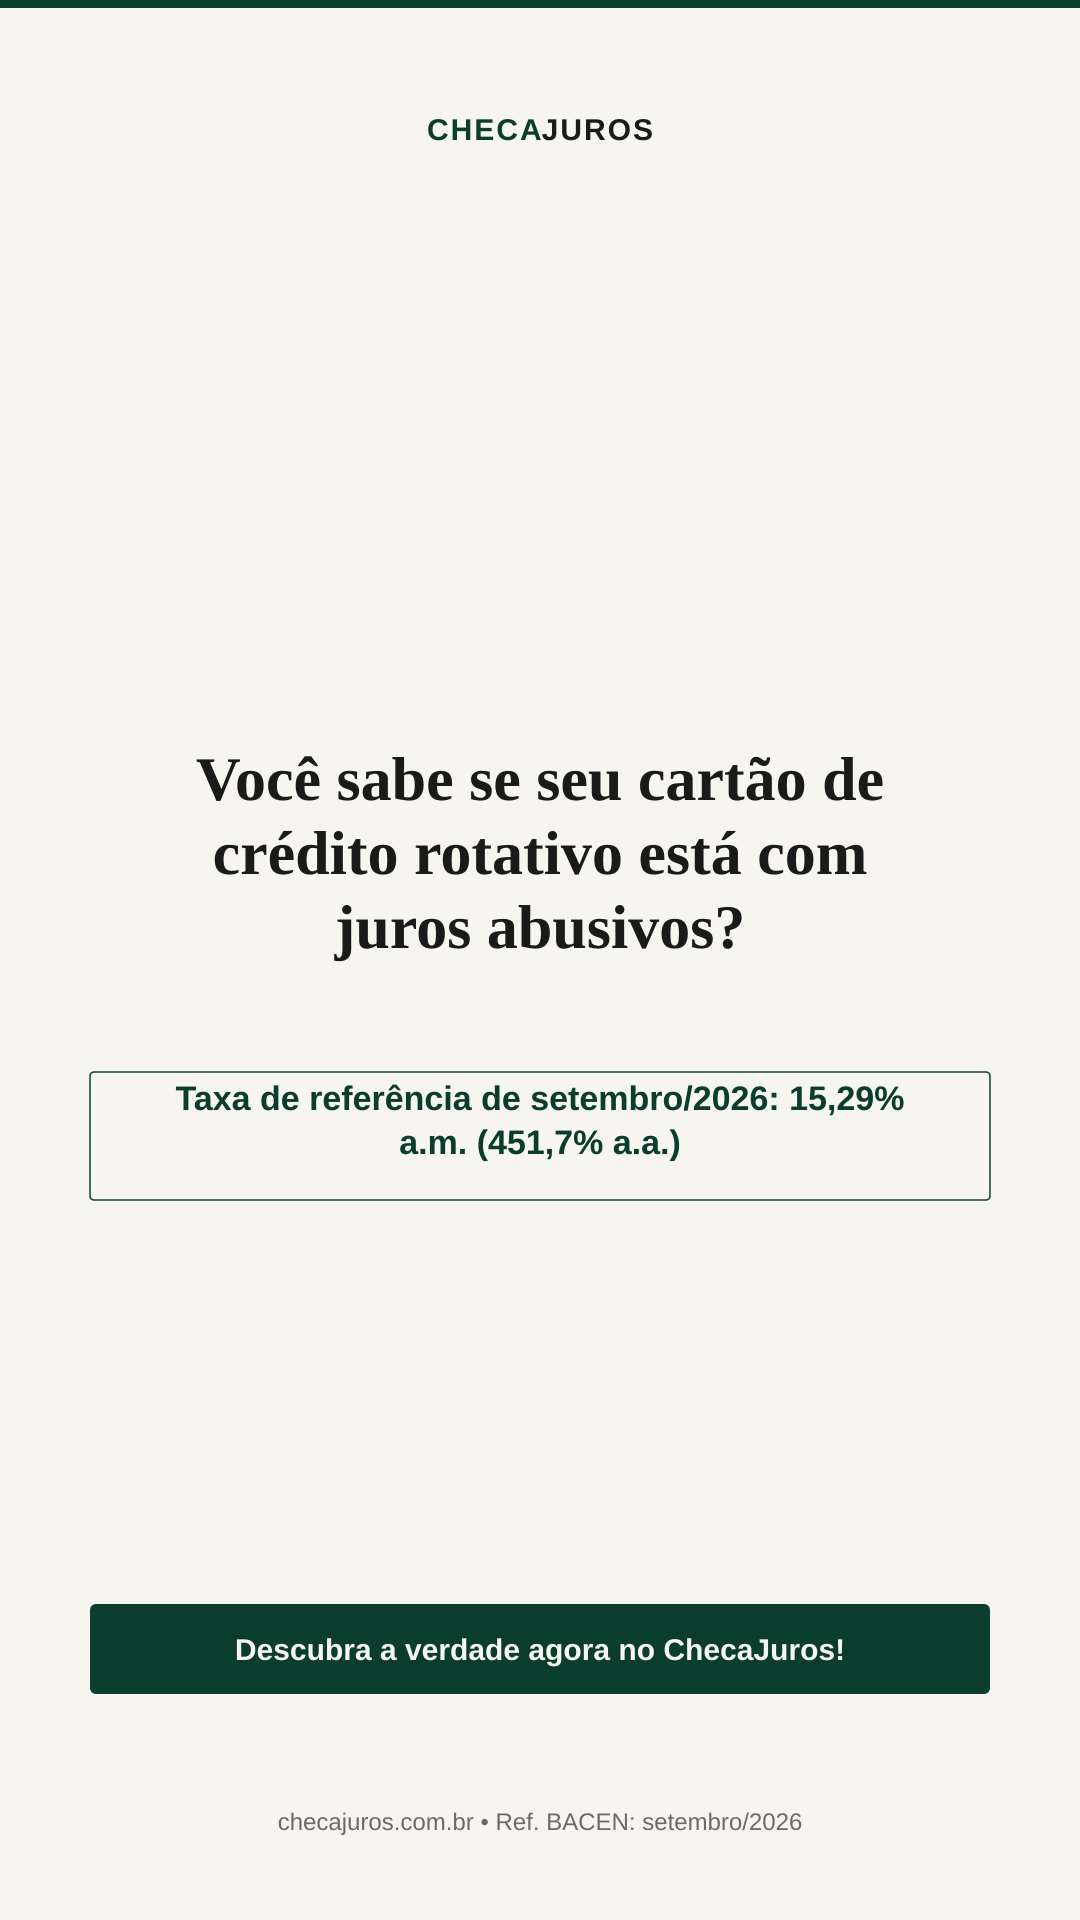 CHECAJUROS
Você sabe se seu cartão de
crédito rotativo está com
juros abusivos?
Taxa de referência de setembro/2026: 15,29%
a.m. (451,7% a.a.)
Descubra a verdade agora no ChecaJuros!
checajuros.com.br • Ref. BACEN: setembro/2026